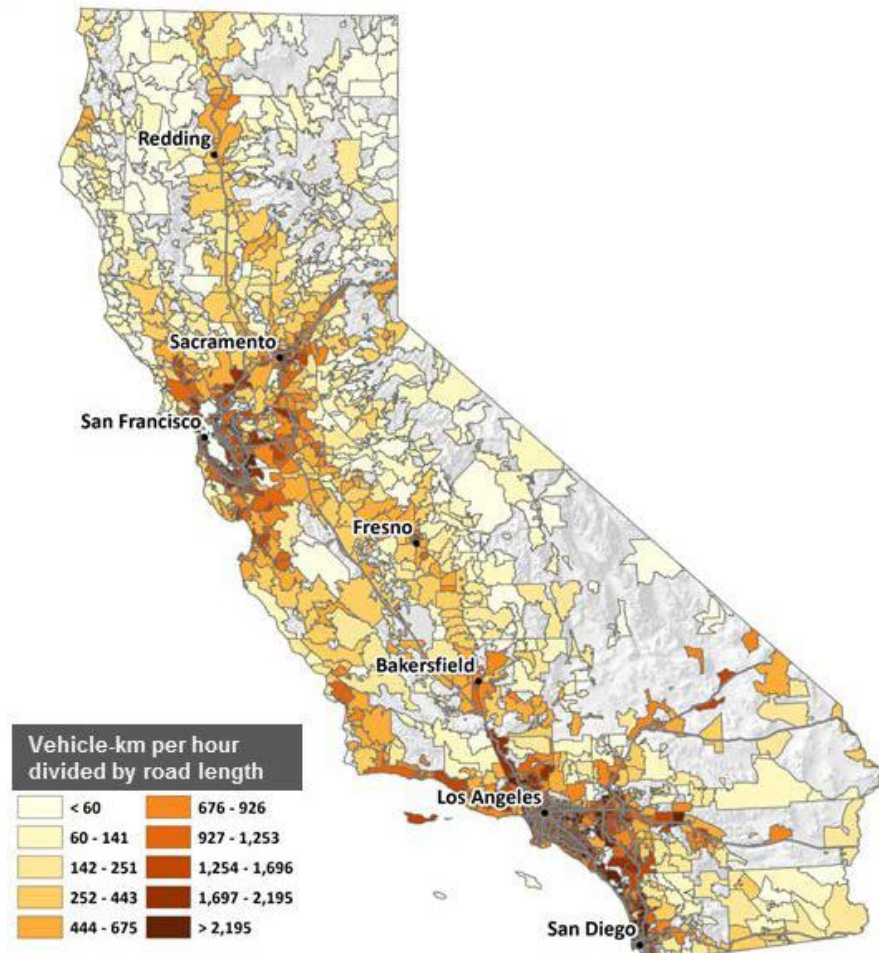 Redding
Sacramento
San Francisco
Fresno
Bakersfield
Los Angeles
San Diego
Vehicle-km per hour
divided by road length
< 60
60 - 141
142 - 251
252 - 443
444 - 675
676 - 926
927 - 1,253
1,254 - 1,696
1,697 - 2,195
> 2,195